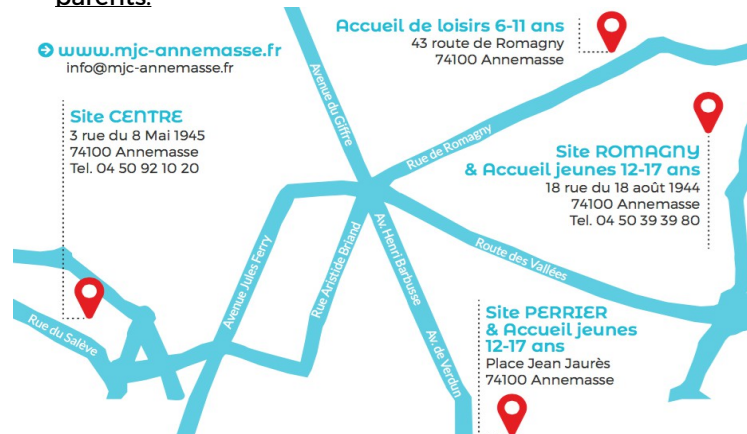 parents.
www.mjc-annemasse.fr
info@mjc-annemasse.fr
Accueil de loisirs 6-11 ans
43 route de Romagny
74100 Annemasse
Site CENTRE
3 rue du 8 Mai 1945
74100 Annemasse
Tel. 04 50 92 10 20
Avenue du Giffre
Rue de Romagny
Site ROMAGNY
& Accueil jeunes 12-17 ans
18 rue du 18 août 1944
74100 Annemasse
Tel. 04 50 39 39 80
Avenue Jules Ferry
Rue Aristide Briand
Av. Henri Barbusse
Route des Vallées
Rue du Salève
Av. de Verdun
Site PERRIER
& Accueil jeunes
12-17 ans
Place Jean Jaurès
74100 Annemasse